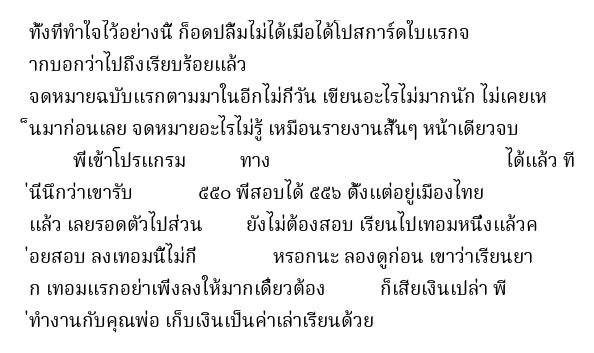 ทั้งที่ทำใจไว้อย่างนี้ ก็อดปลื้มไม่ได้เมื่อได้โปสการ์ดใบแรกจ
ากบอกว่าไปถึงเรียบร้อยแล้ว
จดหมายฉบับแรกตามมาในอีกไม่กี่วัน เขียนอะไรไม่มากนัก ไม่เคยเห
็นมาก่อนเลย จดหมายอะไรไม่รู้ เหมือนรายงานสั้นๆ หน้าเดียวจบ
พี่เข้าโปรแกรม ทาง ได้แล้ว ที
่นี่นึกว่าเขารับ ๕๕๐ พี่สอบได้ ๕๕๖ ตั้งแต่อยู่เมืองไทย
แล้ว เลยรอดตัวไปส่วน ยังไม่ต้องสอบ เรียนไปเทอมหนึ่งแล้วค
่อยสอบ ลงเทอมนี้ไม่กี่ หรอกนะ ลองดูก่อน เขาว่าเรียนยา
ก เทอมแรกอย่าเพิ่งลงให้มากเดี๋ยวต้อง ก็เสียเงินเปล่า พี
่ทำงานกับคุณพ่อ เก็บเงินเป็นค่าเล่าเรียนด้วย